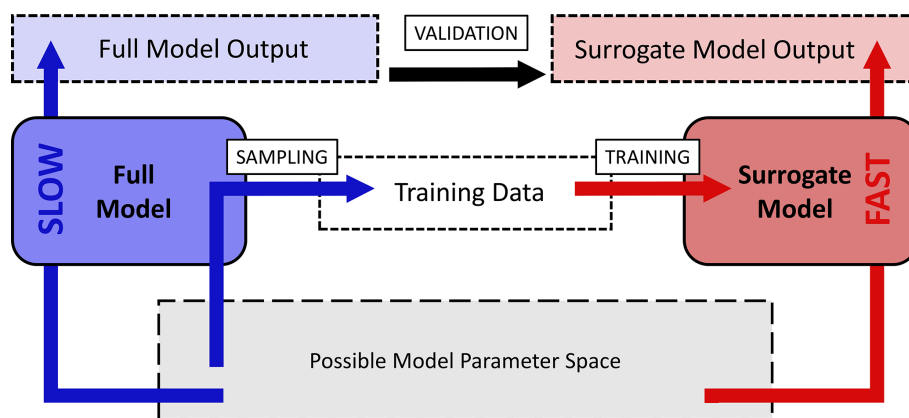 Full Model Output
VALIDATION
Surrogate Model Output
SLOW
Full
Model
SAMPLING
Training Data
TRAINING
Surrogate
Model
FAST
Possible Model Parameter Space